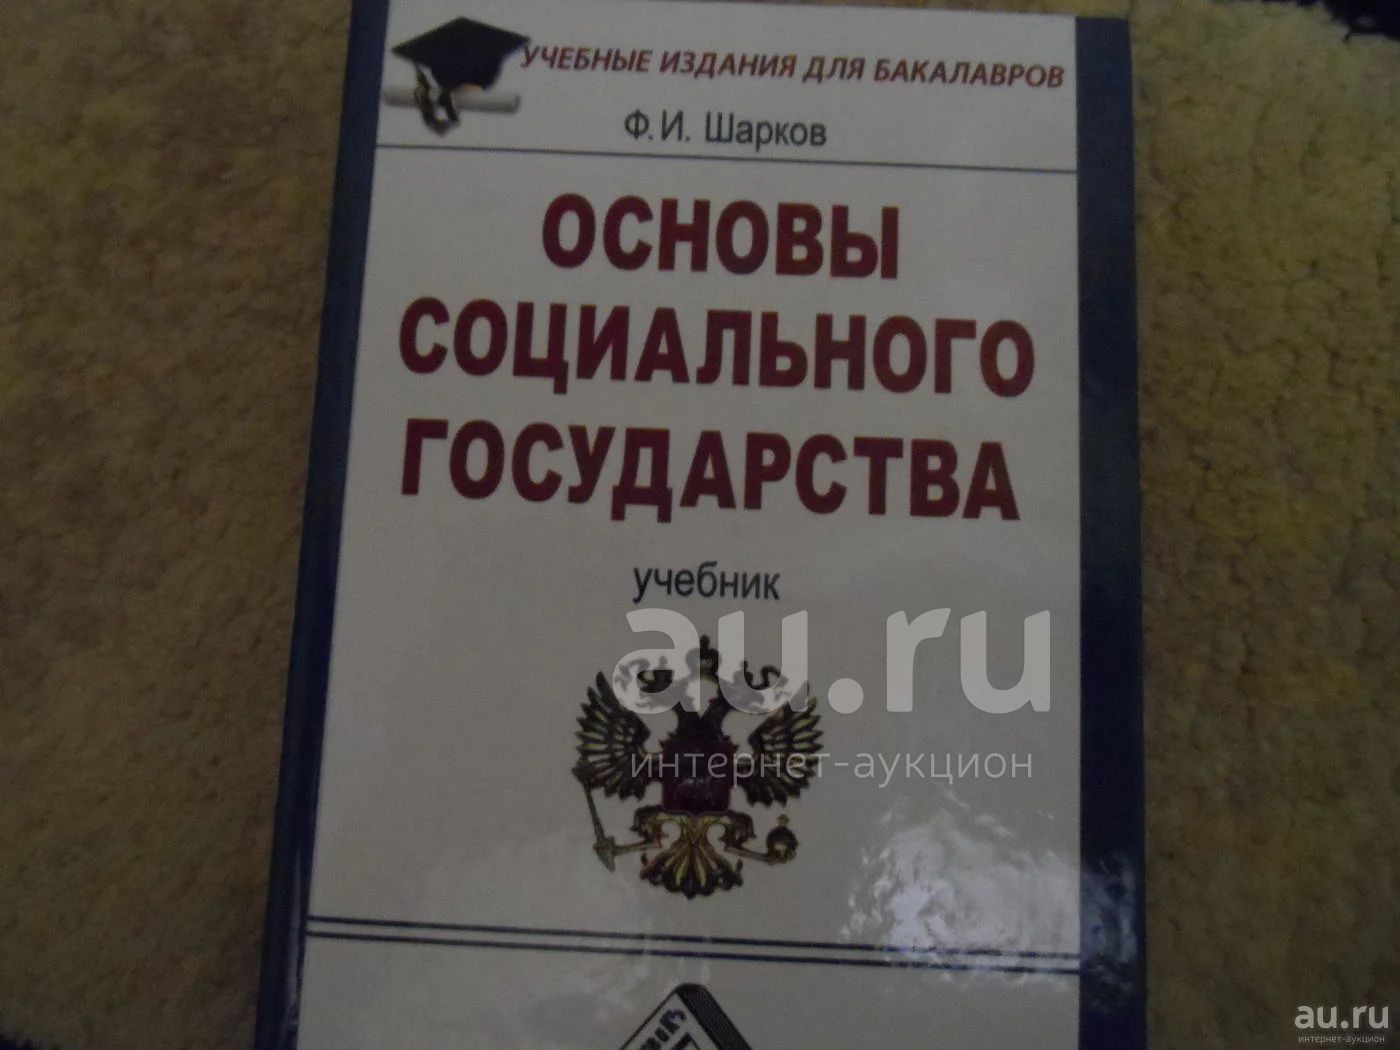 УЧЕБНЫЕ ИЗДАНИЯ ДЛЯ БАКАЛАВРОВ
Ф.И. Шарков
ОСНОВЫ
СОЦИАЛЬНОГО
ГОСУДАРСТВА
учебник
au.ru
интернет-аукцион
au.ru
интернет-аукцион